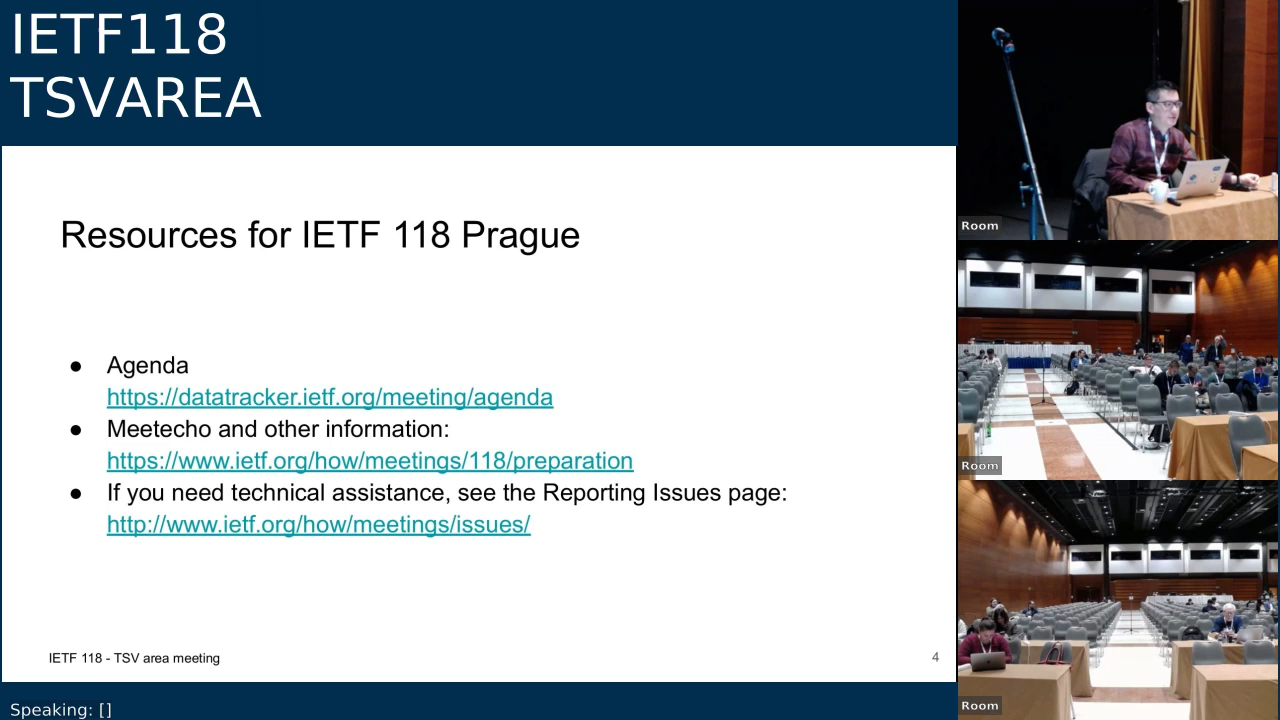 IETF118
TSVAREA
Resources for IETF 118 Prague
● Agenda
https://datatracker.ietf.org/meeting/agenda
● Meetecho and other information:
https://www.ietf.org/how/meetings/118/preparation
● If you need technical assistance, see the Reporting Issues page:
http://www.ietf.org/how/meetings/issues/
IETF 118 - TSV area meeting
4
Speaking: []
Room
Room
Room